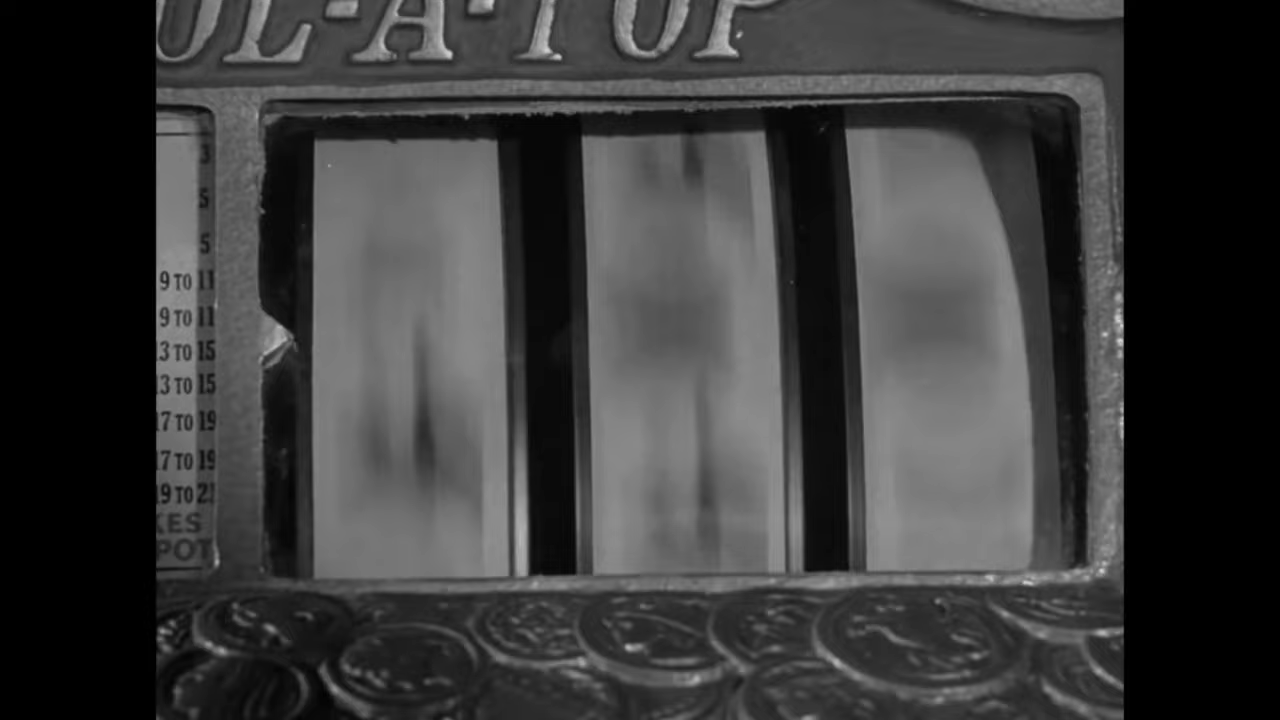 OL-A-TOP
3
5
5
9 TO 11
9 TO 11
13 TO 15
13 TO 15
17 TO 19
17 TO 19
19 TO 21
KES
POT